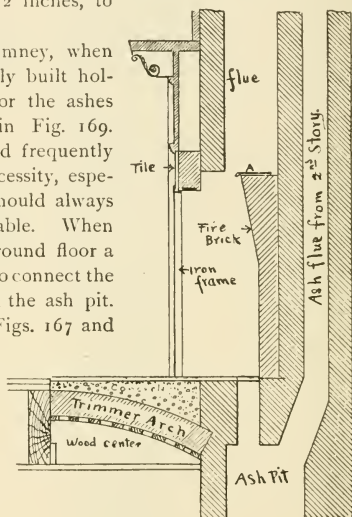 2 inches, to
mney, when
ly built hol-
or the ashes
in Fig. 169.
d frequently
cessity, espe-
hould always
able. When
round floor a
o connect the
the ash pit.
Figs. 167 and
flue
Tile
A
Fire
Brick
Iron
frame
Ash flue from 2nd Story.
Concrete
Trimmer Arch
Wood center
Ash Pit